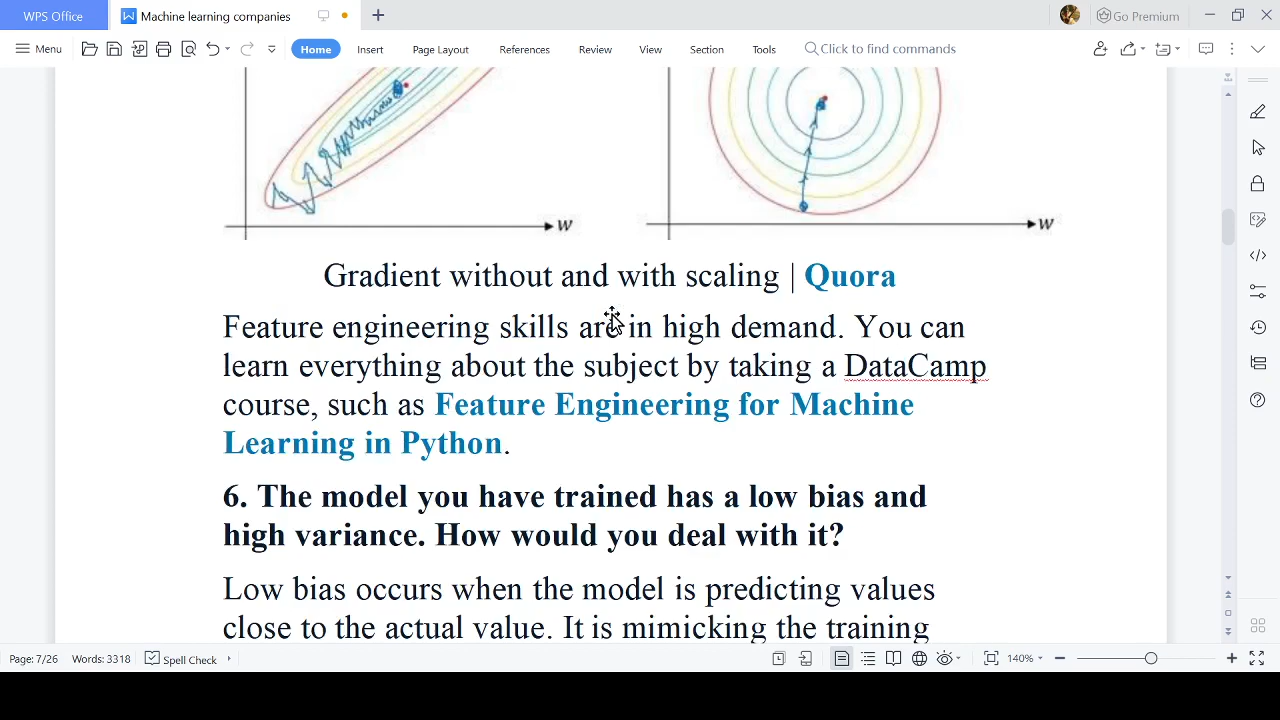 WPS Office
Machine learning companies
Go Premium
Menu
Home
Insert
Page Layout
References
Review
View
Section
Tools
Click to find commands
w
w
Gradient without and with scaling | Quora
Feature engineering skills are in high demand. You can
learn everything about the subject by taking a DataCamp
course, such as Feature Engineering for Machine
Learning in Python.
6. The model you have trained has a low bias and
high variance. How would you deal with it?
Low bias occurs when the model is predicting values
close to the actual value. It is mimicking the training
Page: 7/26
Words: 3318
Spell Check
140%